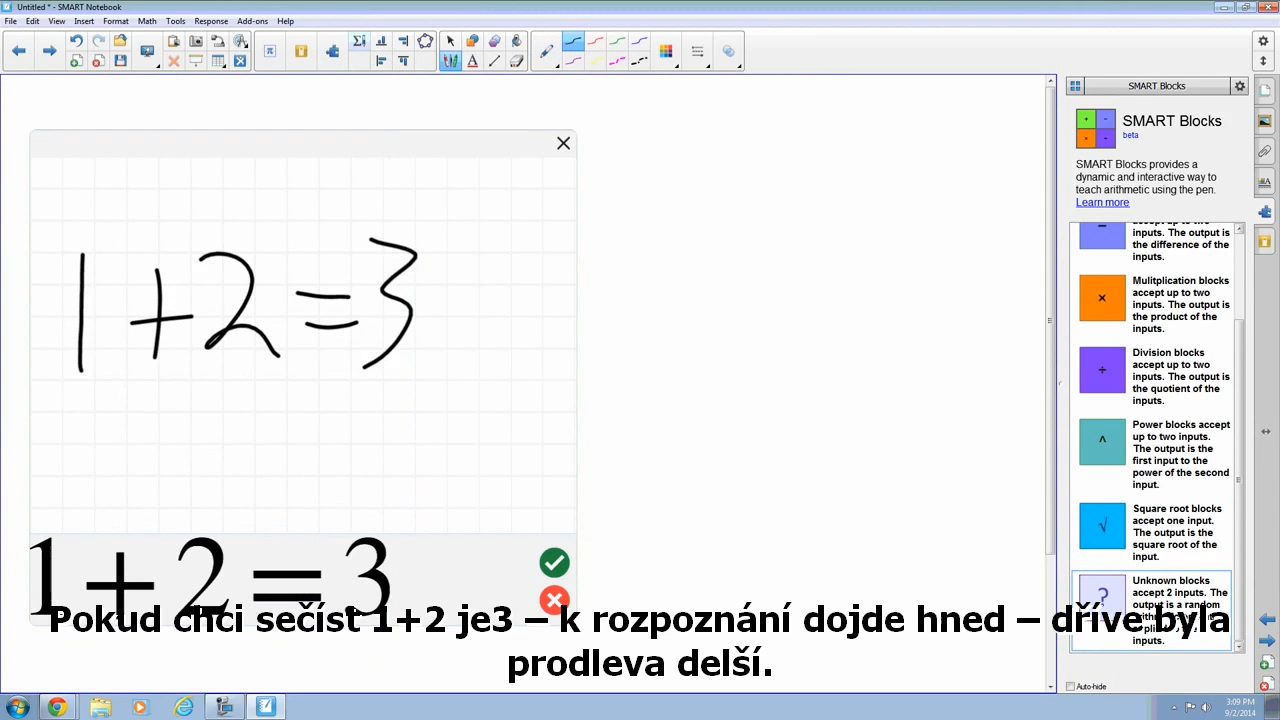 Untitled * - SMART Notebook
File Edit View Insert Format Math Tools Response Add-ons Help
SMART Blocks
SMART Blocks
beta
SMART Blocks provides a
dynamic and interactive way to
teach arithmetic using the pen.
Learn more
inputs. The output is
the difference of the
inputs.
Mulitplication blocks
accept up to two
inputs. The output is
the product of the
inputs.
Division blocks
accept up to two
inputs. The output is
the quotient of the
inputs.
Power blocks accept
up to two inputs.
The output is the
first input to the
power of the second
input.
Square root blocks
accept one input.
The output is the
square root of the
input.
Unknown blocks
accept 2 inputs. The
output is a random
inputs.
1+2=3
1+2=3
Pokud chci sečíst 1+2 je3 – k rozpoznání dojde hned – dříve byla
prodleva delší.
Auto-hide
3:09 PM
9/2/2014